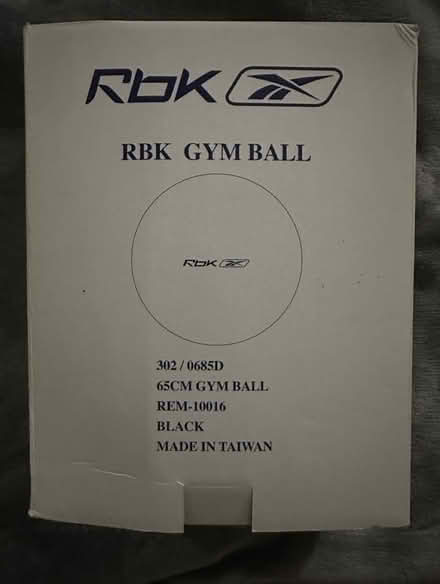 RbK
RBK GYM BALL
RbK
302 / 0685D
65CM GYM BALL
REM-10016
BLACK
MADE IN TAIWAN